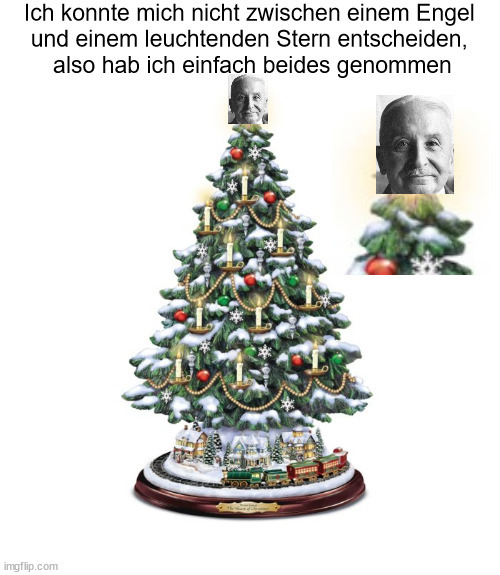 Ich konnte mich nicht zwischen einem Engel
und einem leuchtenden Stern entscheiden,
also hab ich einfach beides genommen
imgflip.com